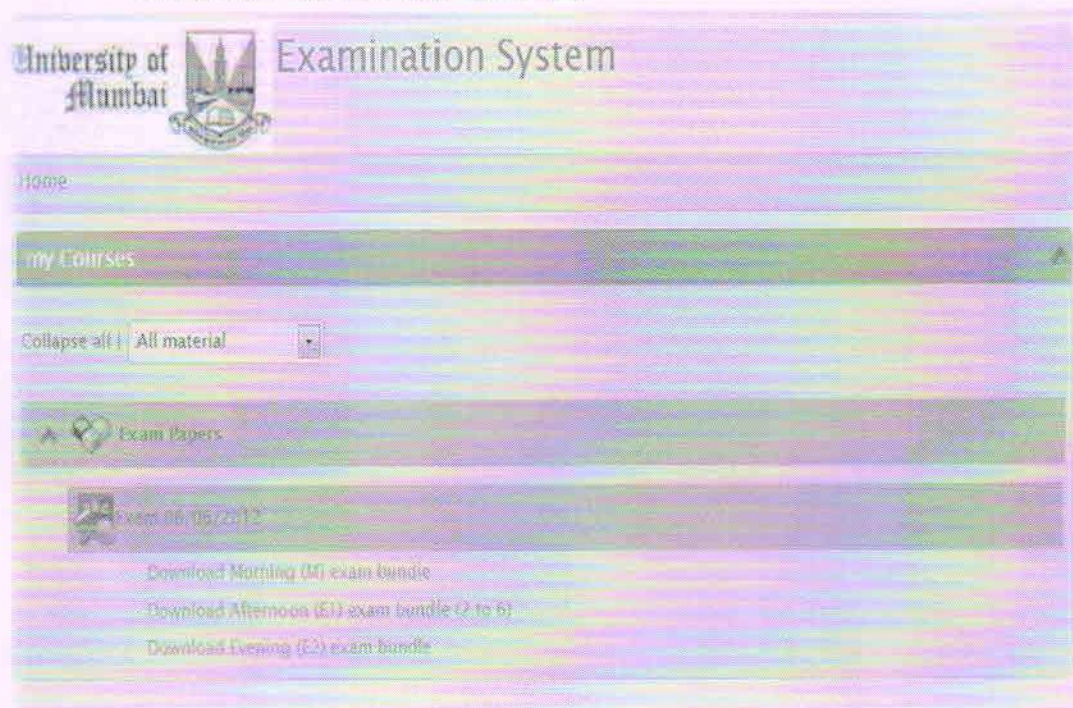 University of
Mumbai
Examination System
Home
my Courses
Collapse all | All material
Exam Papers
Exam 06/06/2012
Download Morning (M) exam bundle
Download Afternoon (E1) exam bundle (2 to 6)
Download Evening (E2) exam bundle